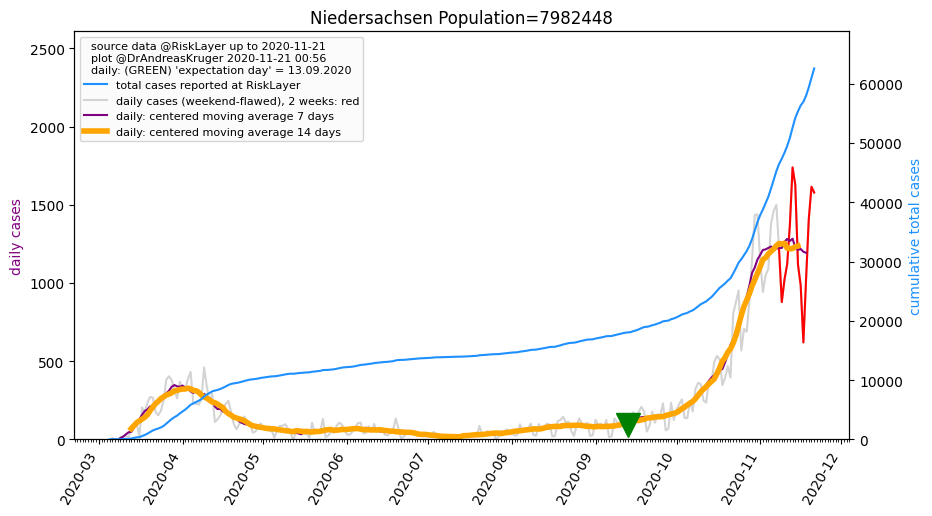 Niedersachsen Population=7982448
source data @RiskLayer up to 2020-11-21
plot @DrAndreasKruger 2020-11-21 00:56
daily: (GREEN) 'expectation day' = 13.09.2020
total cases reported at RiskLayer
daily cases (weekend-flawed), 2 weeks: red
daily: centered moving average 7 days
daily: centered moving average 14 days
daily cases
2500
2000
1500
1000
500
0
60000
50000
40000
30000
20000
10000
0
cumulative total cases
2020-03
2020-04
2020-05
2020-06
2020-07
2020-08
2020-09
2020-10
2020-11
2020-12